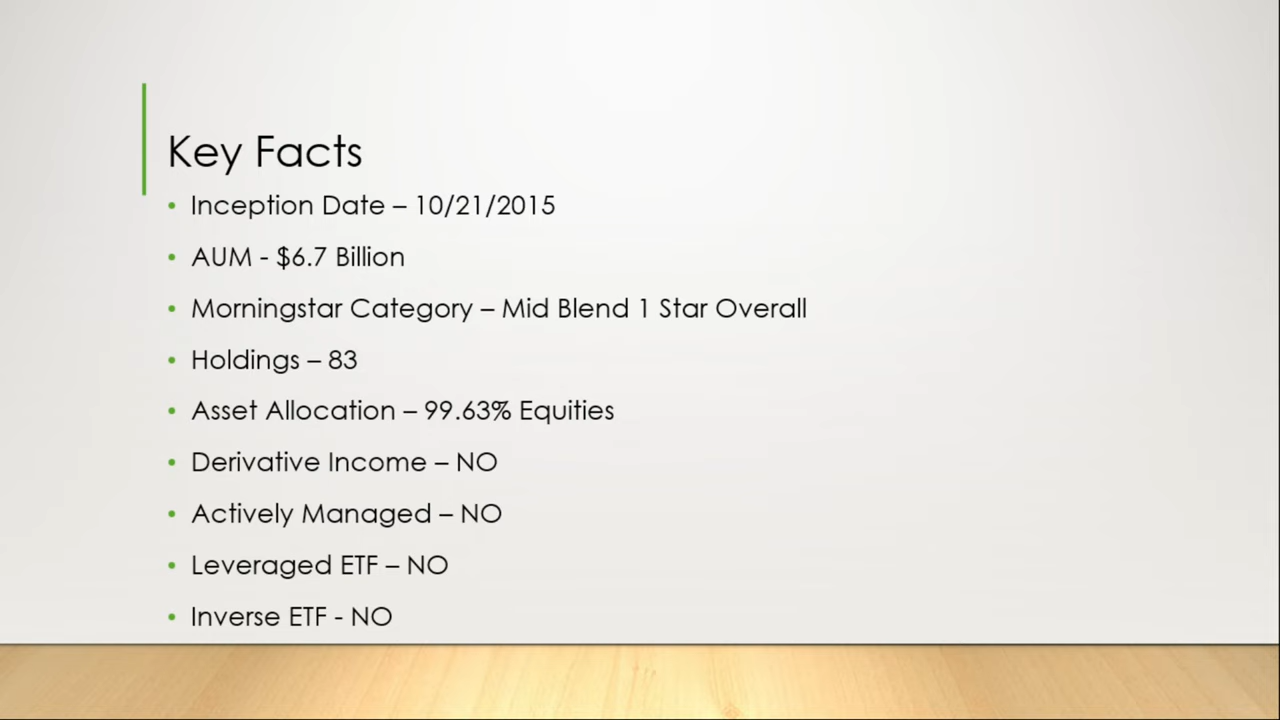 Key Facts
• Inception Date – 10/21/2015
• AUM - $6.7 Billion
• Morningstar Category – Mid Blend 1 Star Overall
• Holdings – 83
• Asset Allocation – 99.63% Equities
• Derivative Income – NO
• Actively Managed – NO
• Leveraged ETF – NO
• Inverse ETF - NO